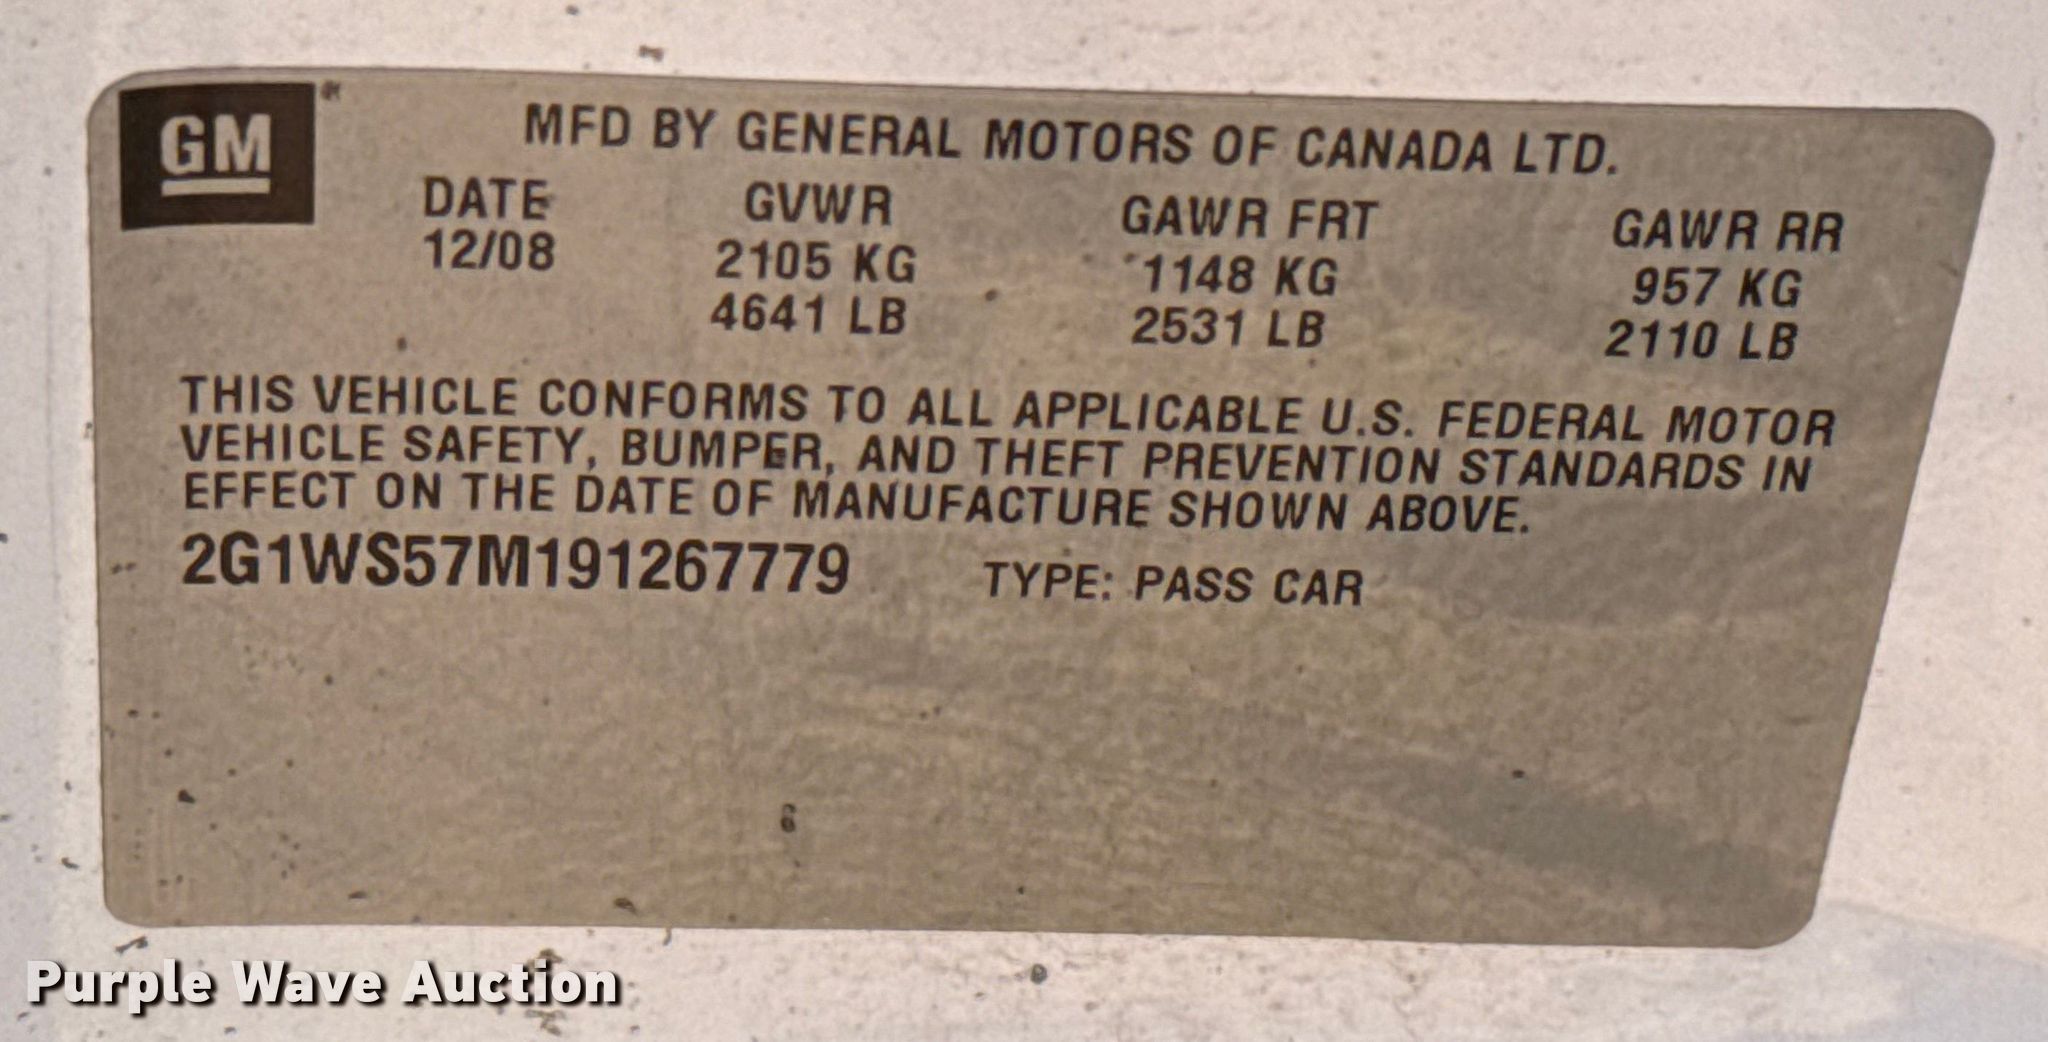 GM
MFD BY GENERAL MOTORS OF CANADA LTD.
DATE GVWR GAWR FRT GAWR RR
12/08 2105 KG 1148 KG 957 KG
4641 LB 2531 LB 2110 LB
THIS VEHICLE CONFORMS TO ALL APPLICABLE U.S. FEDERAL MOTOR
VEHICLE SAFETY, BUMPER, AND THEFT PREVENTION STANDARDS IN
EFFECT ON THE DATE OF MANUFACTURE SHOWN ABOVE.
2G1WS57M191267779 TYPE: PASS CAR
Purple Wave Auction